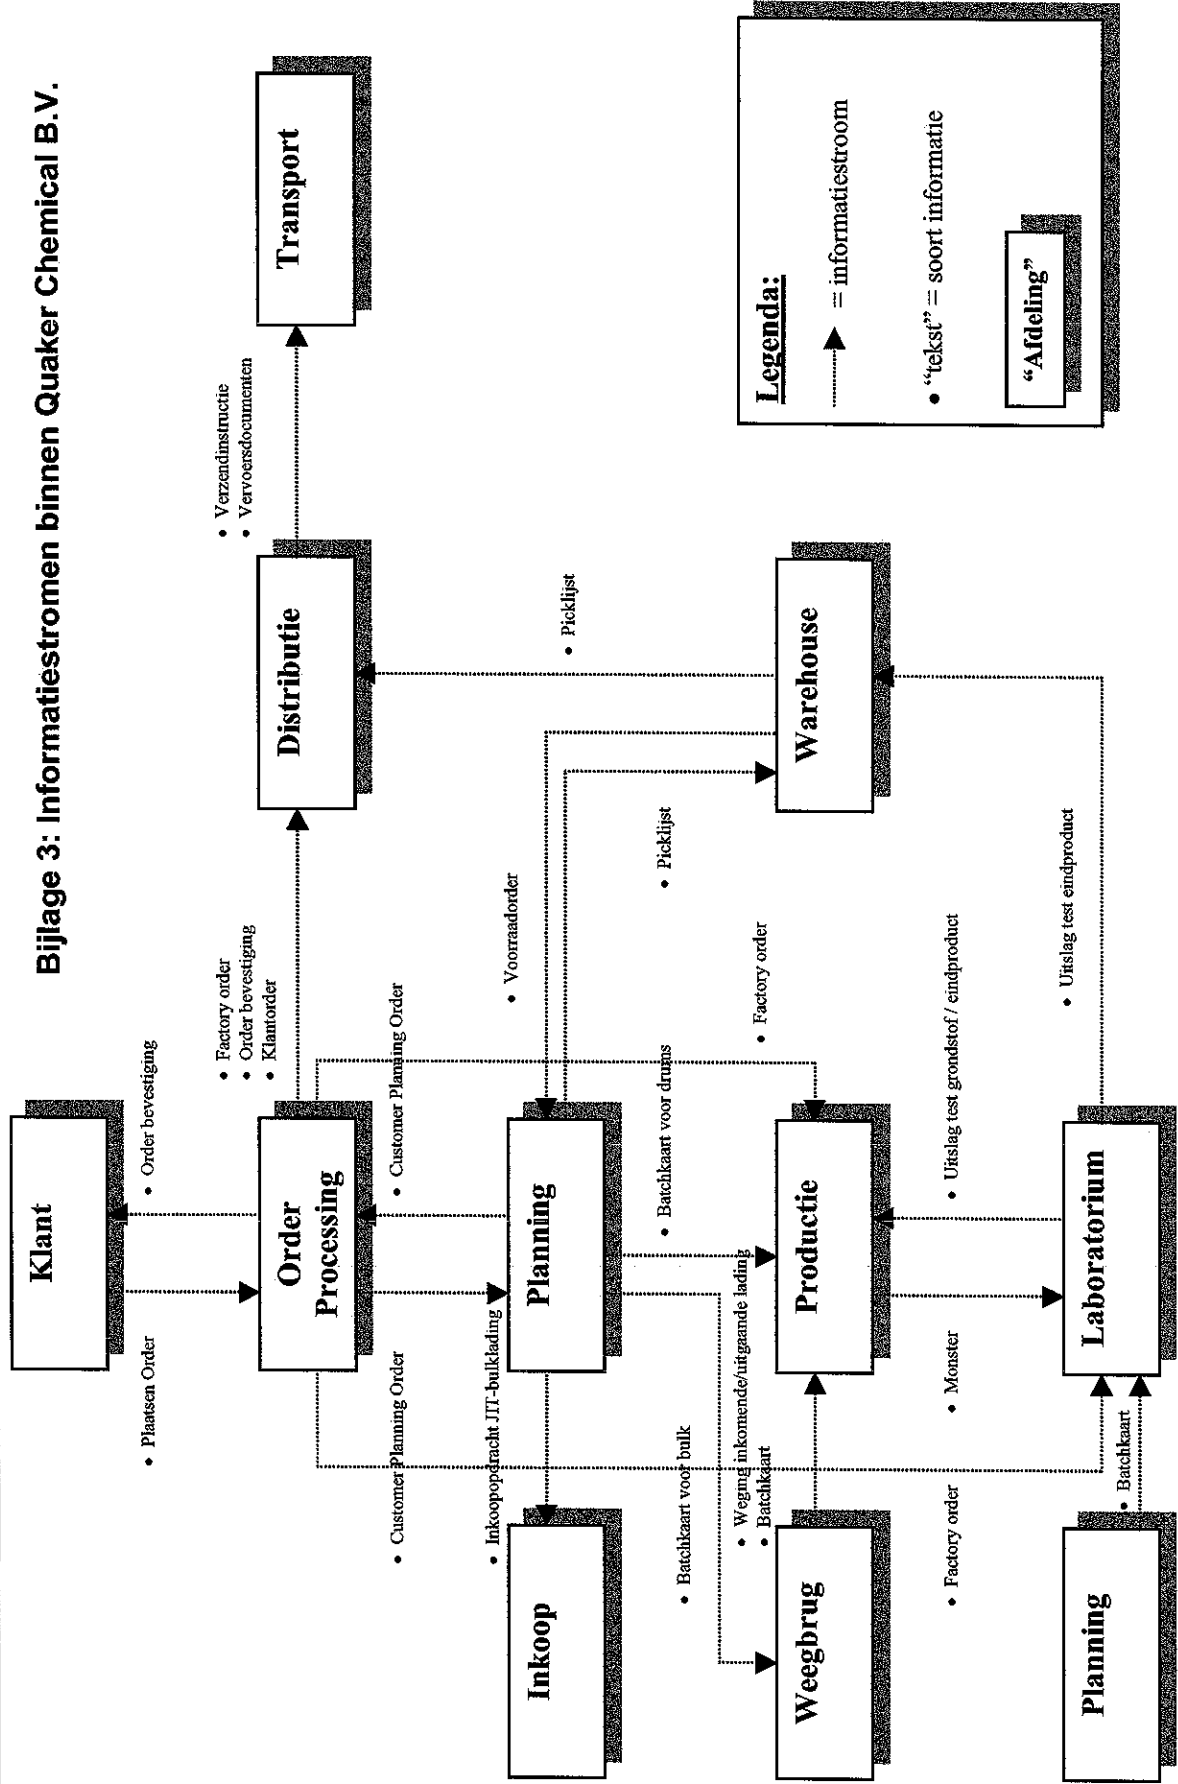 Bijlage 3: Informatiestromen binnen Quaker Chemical B.V.
Klant
• Plaatsen Order
• Order bevestiging
Order
Processing
• Factory order
• Order bevestiging
• Klantorder
Distributie
• Verzendinstructie
• Vervoersdocumenten
Transport
• Customer Planning Order
• Customer Planning Order
Inkoop
• Inkoopopdracht JIT-bulklading
Planning
• Voorraadorder
• Picklijst
• Picklijst
• Batchkaart voor bulk
• Batchkaart voor drums
• Factory order
Weegbrug
• Weging inkomende/uitgaande lading
• Batchkaart
Productie
Warehouse
• Factory order
• Monster
• Uitslag test grondstof / eindproduct
• Uitslag test eindproduct
Planning
• Batchkaart
Laboratorium
Legenda:
= informatiestroom
• “tekst” = soort informatie
“Afdeling”